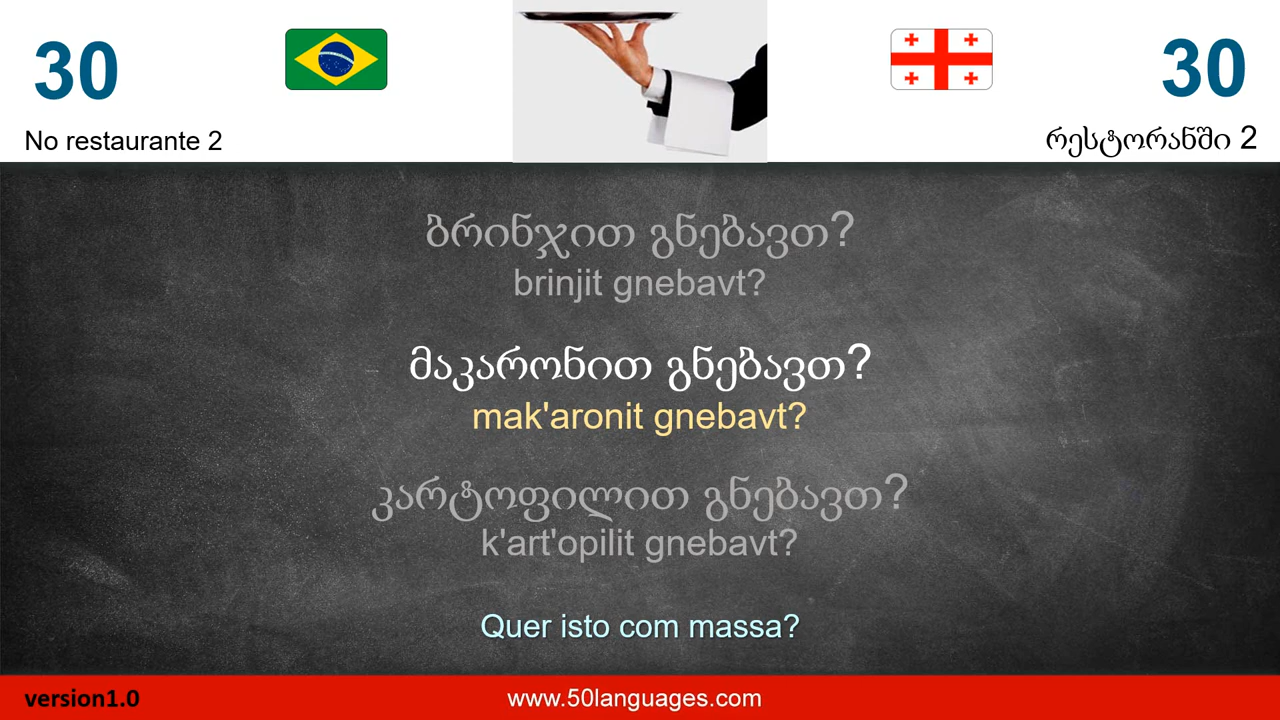 30
30
No restaurante 2
რესტორანში 2
ბრინჯით გნებავთ?
brinjit gnebavt?
მაკარონით გნებავთ?
mak'aronit gnebavt?
კარტოფილით გნებავთ?
k'art'opilit gnebavt?
Quer isto com massa?
version1.0
www.50languages.com